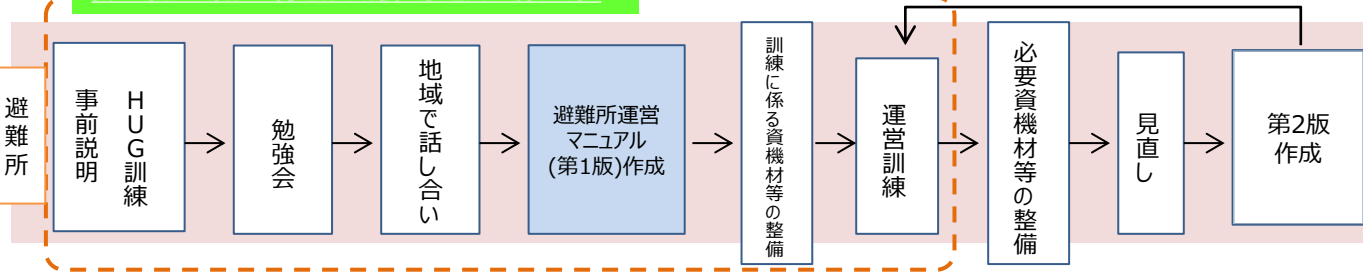 避難所
HUG訓練
事前説明
勉強会
地域で話し合い
避難所運営
マニュアル
(第1版)作成
訓練に係る資機材等の整備
運営訓練
必要資機材等の整備
見直し
第2版
作成